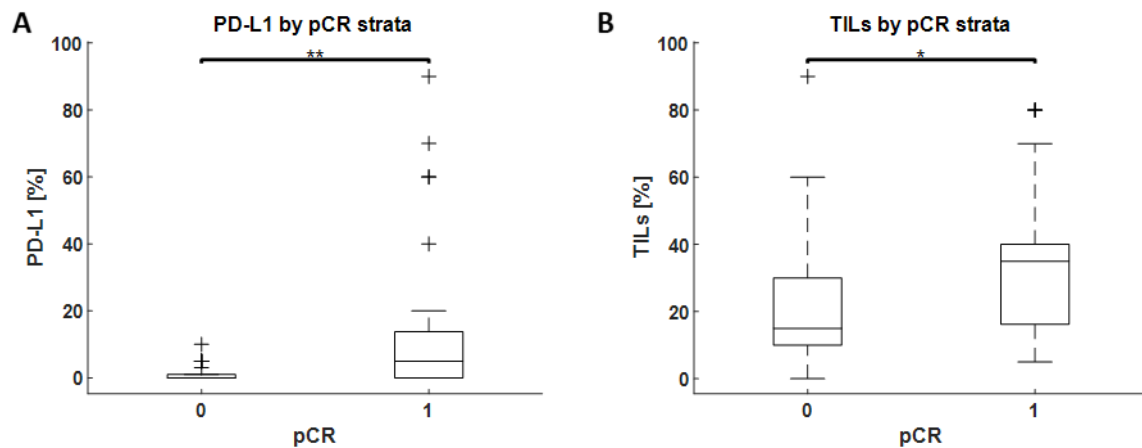 A
PD-L1 by pCR strata
**
100
80
60
40
20
0
PD-L1 [%]
0 1
pCR
B
TILs by pCR strata
*
100
80
60
40
20
0
TILs [%]
0 1
pCR